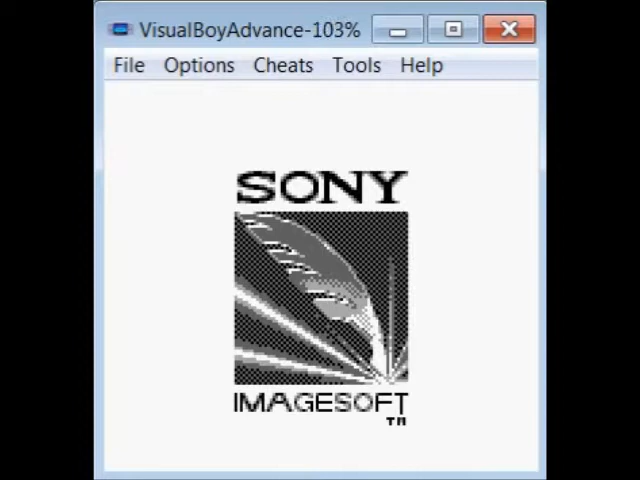 VisualBoyAdvance-103%
File Options Cheats Tools Help
SONY
IMAGESOFT
TM